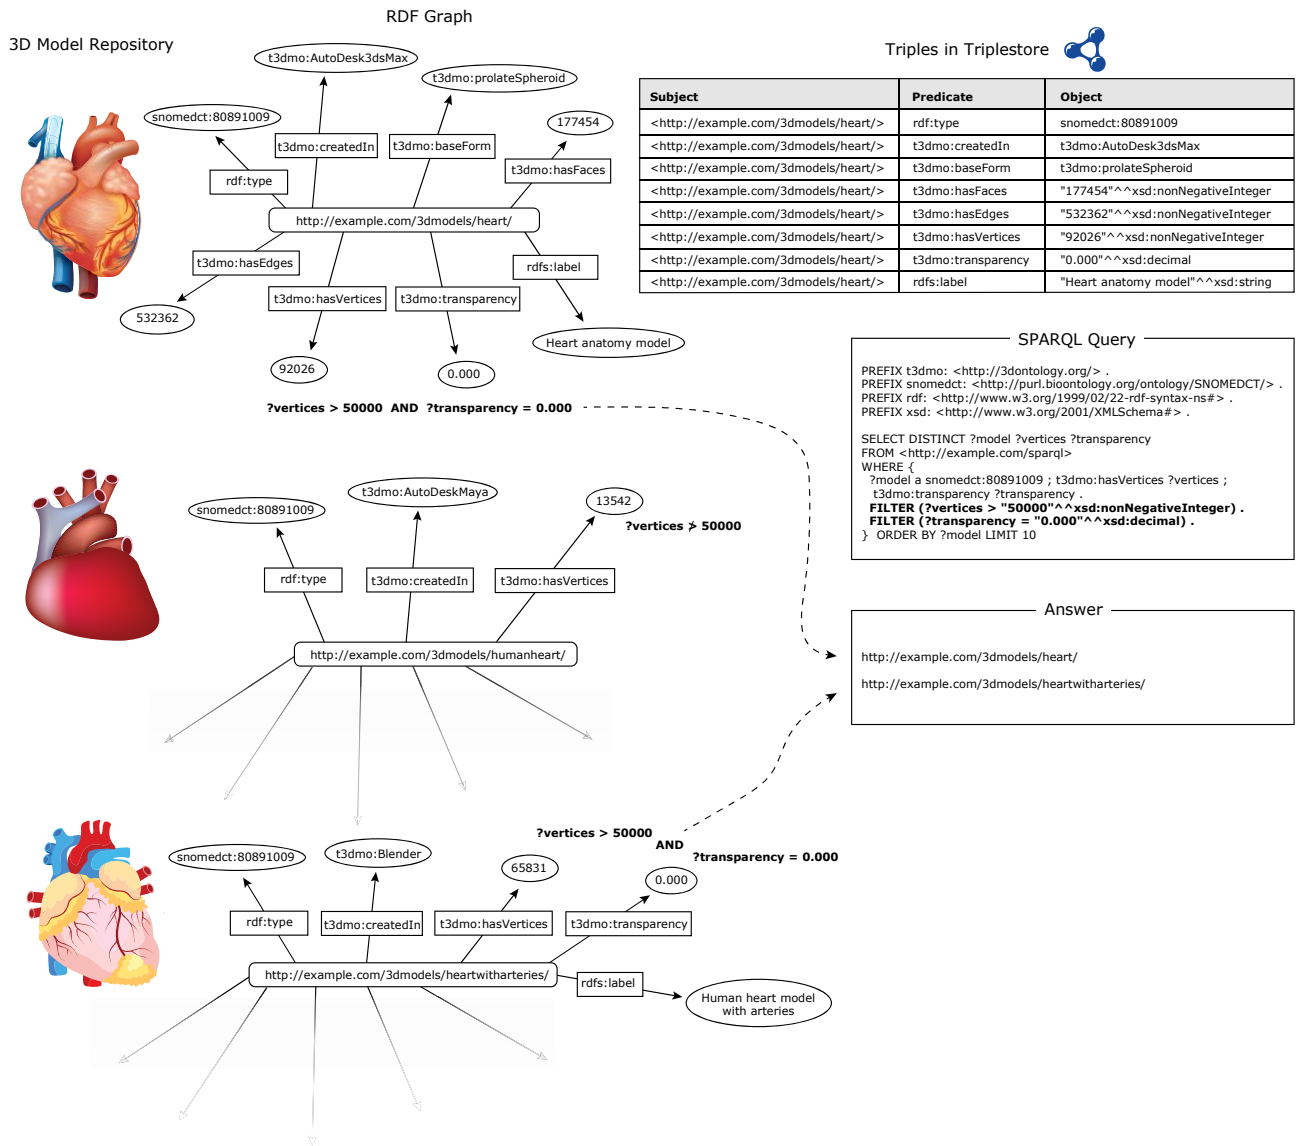 RDF Graph
3D Model Repository
t3dmo:AutoDesk3dsMax
t3dmo:prolateSpheroid
snomedct:80891009
177454
t3dmo:createdIn
t3dmo:baseForm
t3dmo:hasFaces
rdf:type
http://example.com/3dmodels/heart/
t3dmo:hasEdges
rdfs:label
t3dmo:hasVertices
t3dmo:transparency
532362
Heart anatomy model
92026
0.000
?vertices > 50000  AND  ?transparency = 0.000
Triples in Triplestore
Subject Predicate Object
<http://example.com/3dmodels/heart/> rdf:type snomedct:80891009
<http://example.com/3dmodels/heart/> t3dmo:createdIn t3dmo:AutoDesk3dsMax
<http://example.com/3dmodels/heart/> t3dmo:baseForm t3dmo:prolateSpheroid
<http://example.com/3dmodels/heart/> t3dmo:hasFaces "177454"^^xsd:nonNegativeInteger
<http://example.com/3dmodels/heart/> t3dmo:hasEdges "532362"^^xsd:nonNegativeInteger
<http://example.com/3dmodels/heart/> t3dmo:hasVertices "92026"^^xsd:nonNegativeInteger
<http://example.com/3dmodels/heart/> t3dmo:transparency "0.000"^^xsd:decimal
<http://example.com/3dmodels/heart/> rdfs:label "Heart anatomy model"^^xsd:string
SPARQL Query
PREFIX t3dmo: <http://3dontology.org/> .
PREFIX snomedct: <http://purl.bioontology.org/ontology/SNOMEDCT/> .
PREFIX rdf: <http://www.w3.org/1999/02/22-rdf-syntax-ns#> .
PREFIX xsd: <http://www.w3.org/2001/XMLSchema#> .
SELECT DISTINCT ?model ?vertices ?transparency
FROM <http://example.com/sparql>
WHERE {
?model a snomedct:80891009 ; t3dmo:hasVertices ?vertices ;
t3dmo:transparency ?transparency .
FILTER (?vertices > "50000"^^xsd:nonNegativeInteger) .
FILTER (?transparency = "0.000"^^xsd:decimal) .
}  ORDER BY ?model LIMIT 10
Answer
http://example.com/3dmodels/heart/
http://example.com/3dmodels/heartwitharteries/
t3dmo:AutoDeskMaya
snomedct:80891009
13542
?vertices ≯ 50000
rdf:type
t3dmo:createdIn
t3dmo:hasVertices
http://example.com/3dmodels/humanheart/
?vertices > 50000
AND
?transparency = 0.000
snomedct:80891009
t3dmo:Blender
65831
0.000
rdf:type
t3dmo:createdIn
t3dmo:hasVertices
t3dmo:transparency
http://example.com/3dmodels/heartwitharteries/
rdfs:label
Human heart model
with arteries